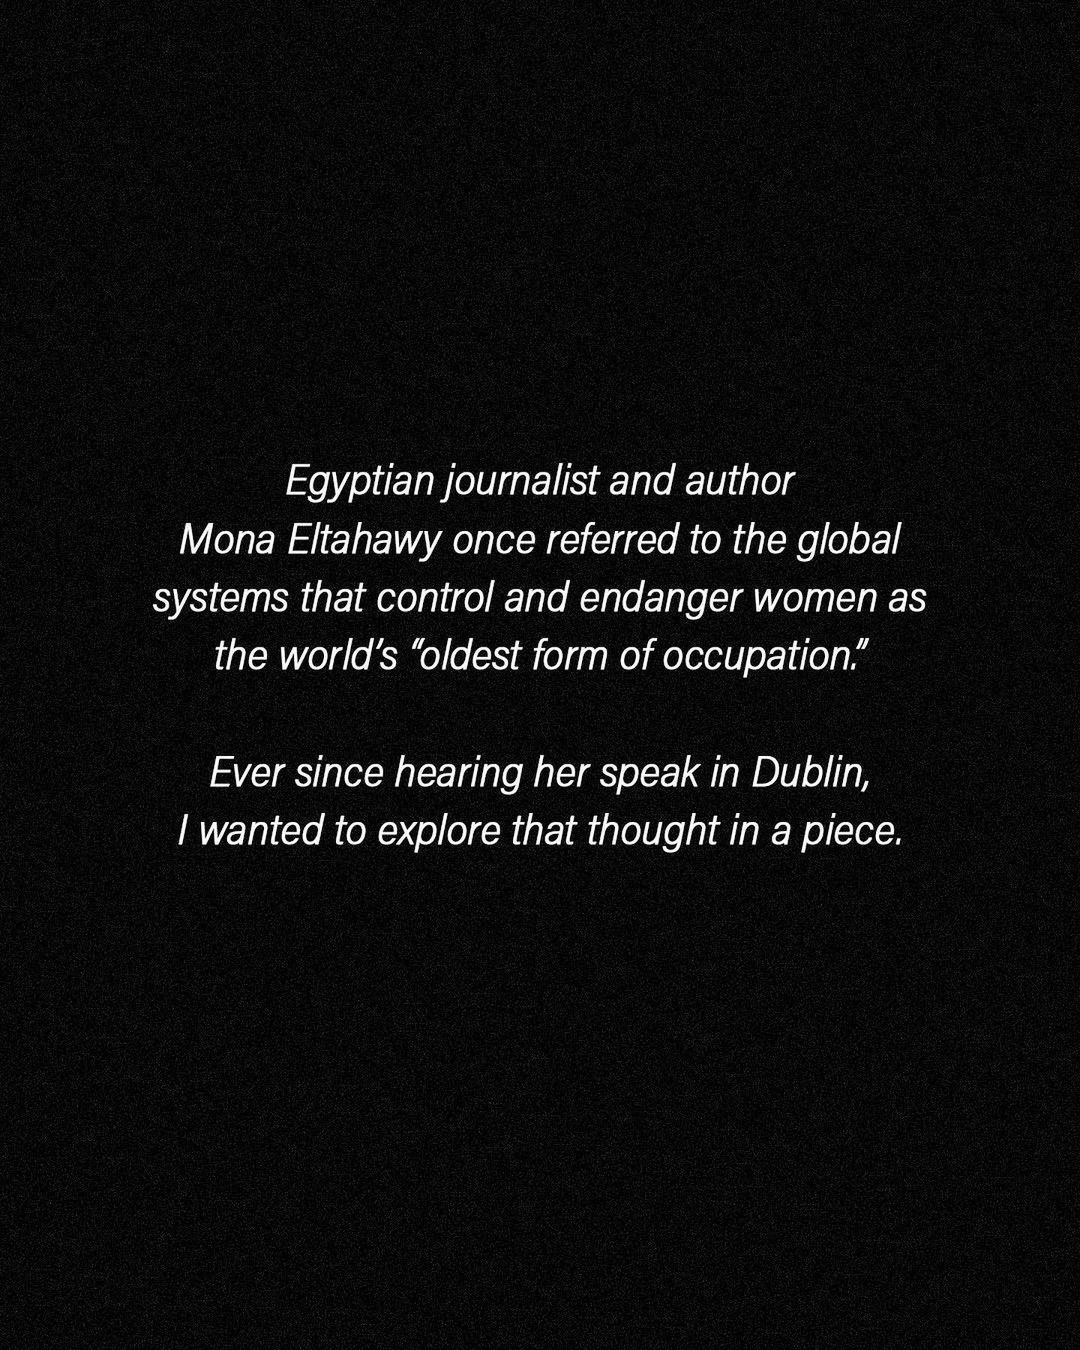 Egyptian journalist and author
Mona Eltahawy once referred to the global
systems that control and endanger women as
the world’s “oldest form of occupation.”
Ever since hearing her speak in Dublin,
I wanted to explore that thought in a piece.